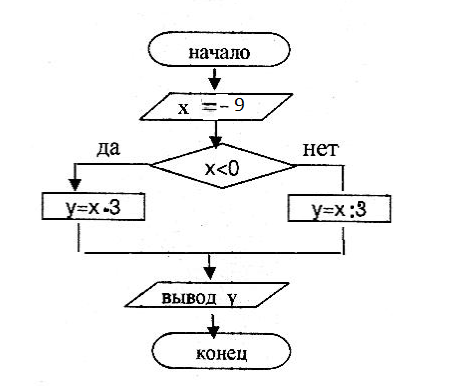 начало
x = - 9
да
нет
x<0
y=x-3
y=x:3
вывод y
конец